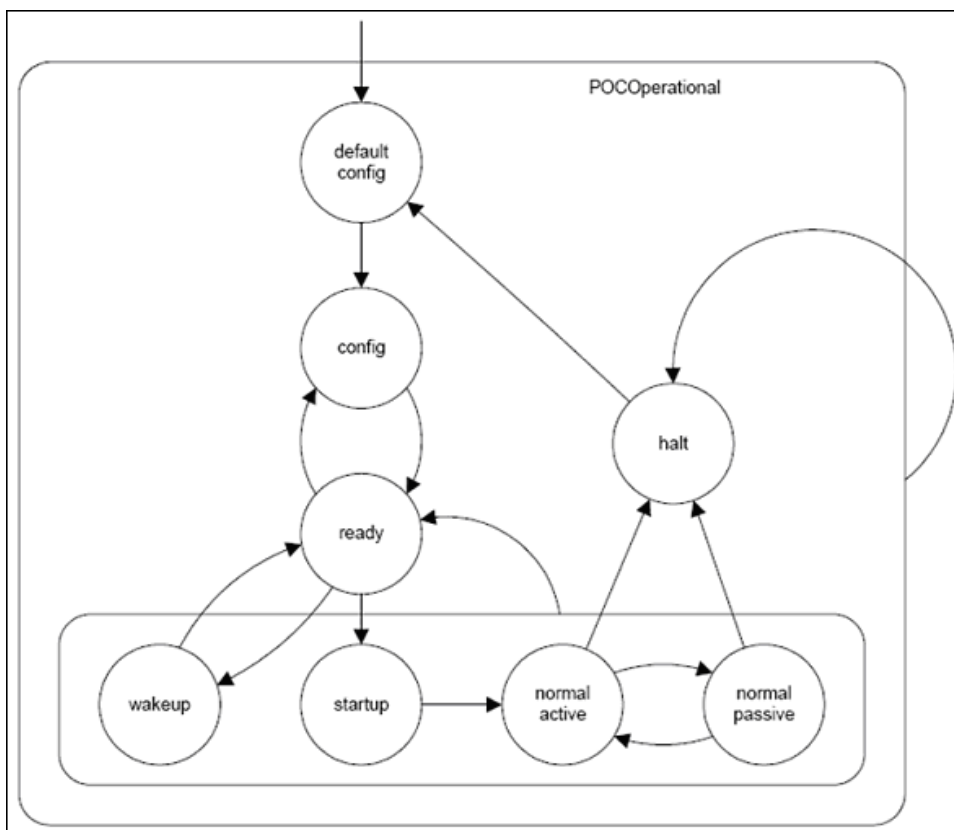 POCOperational
default
config
config
halt
ready
wakeup
startup
normal
active
normal
passive